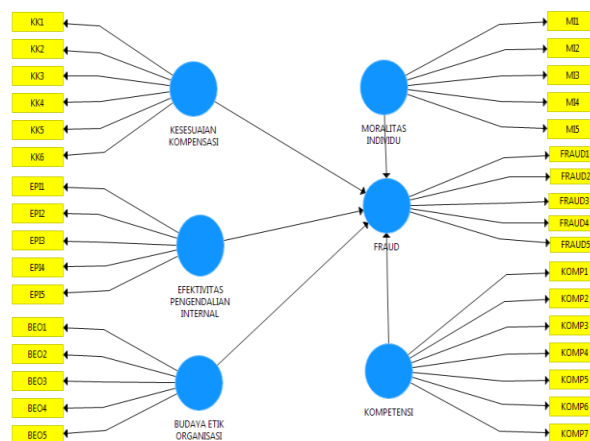 KK1
KK2
KK3
KK4
KK5
KK6
KESESUAIAN
KOMPENSASI
EPI1
EPI2
EPI3
EPI4
EPI5
EFEKTIVITAS
PENGENDALIAN
INTERNAL
BEO1
BEO2
BEO3
BEO4
BEO5
BUDAYA ETIK
ORGANISASI
MORALITAS
INDIVIDU
MI1
MI2
MI3
MI4
MI5
FRAUD
FRAUD1
FRAUD2
FRAUD3
FRAUD4
FRAUD5
KOMPETENSI
KOMP1
KOMP2
KOMP3
KOMP4
KOMP5
KOMP6
KOMP7